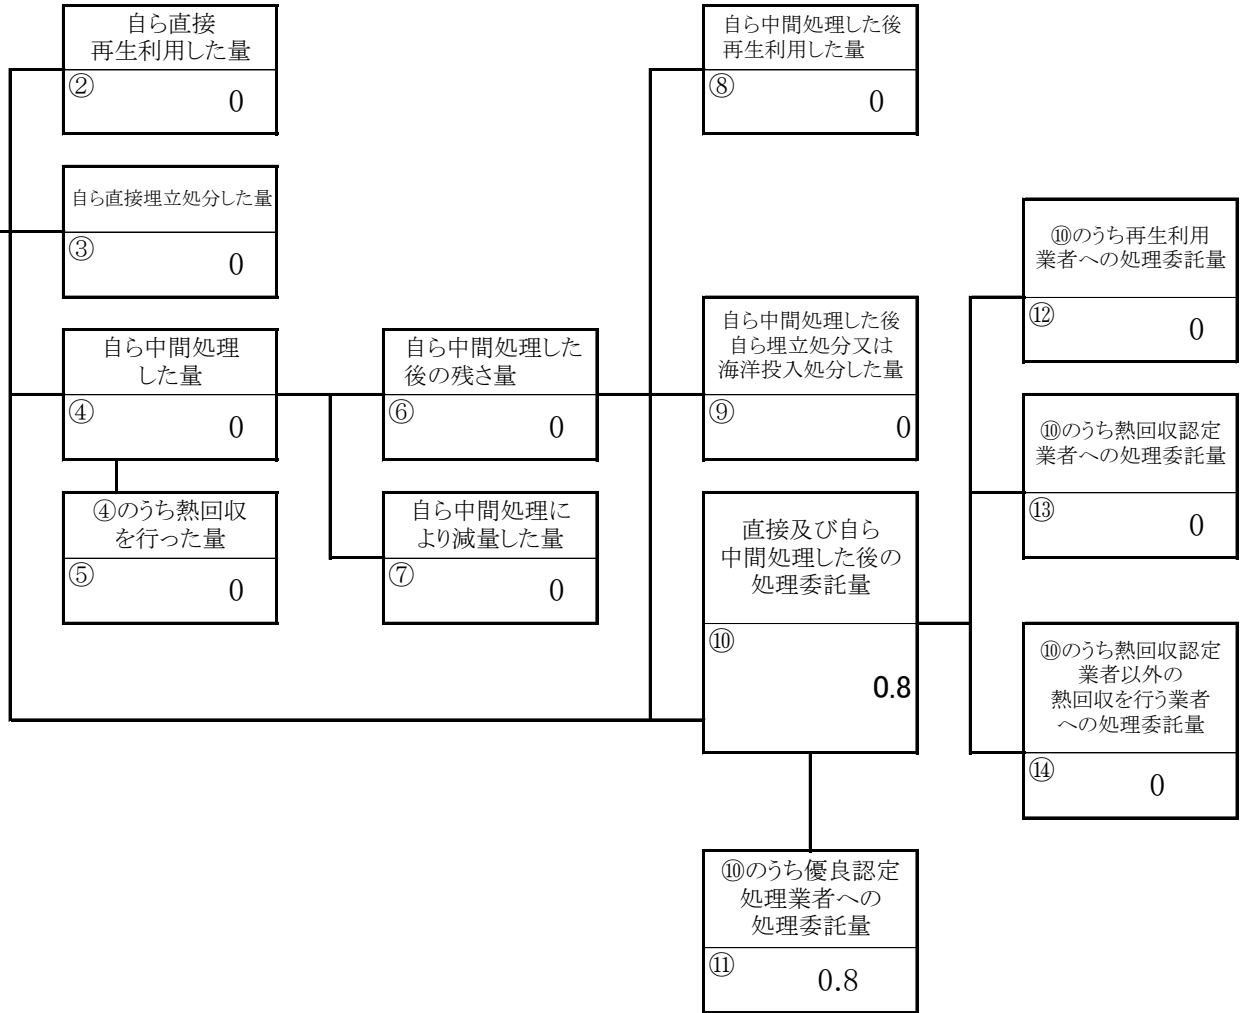 自ら直接
再生利用した量
②
0
自ら直接埋立処分した量
③
0
自ら中間処理
した量
④
0
④のうち熱回収
を行った量
⑤
0
自ら中間処理した
後の残さ量
⑥
0
自ら中間処理に
より減量した量
⑦
0
自ら中間処理した後
再生利用した量
⑧
0
自ら中間処理した後
自ら埋立処分又は
海洋投入処分した量
⑨
0
直接及び自ら
中間処理した後の
処理委託量
⑩
0.8
⑩のうち優良認定
処理業者への
処理委託量
⑪
0.8
⑩のうち再生利用
業者への処理委託量
⑫
0
⑩のうち熱回収認定
業者への処理委託量
⑬
0
⑩のうち熱回収認定
業者以外の
熱回収を行う業者
への処理委託量
⑭
0